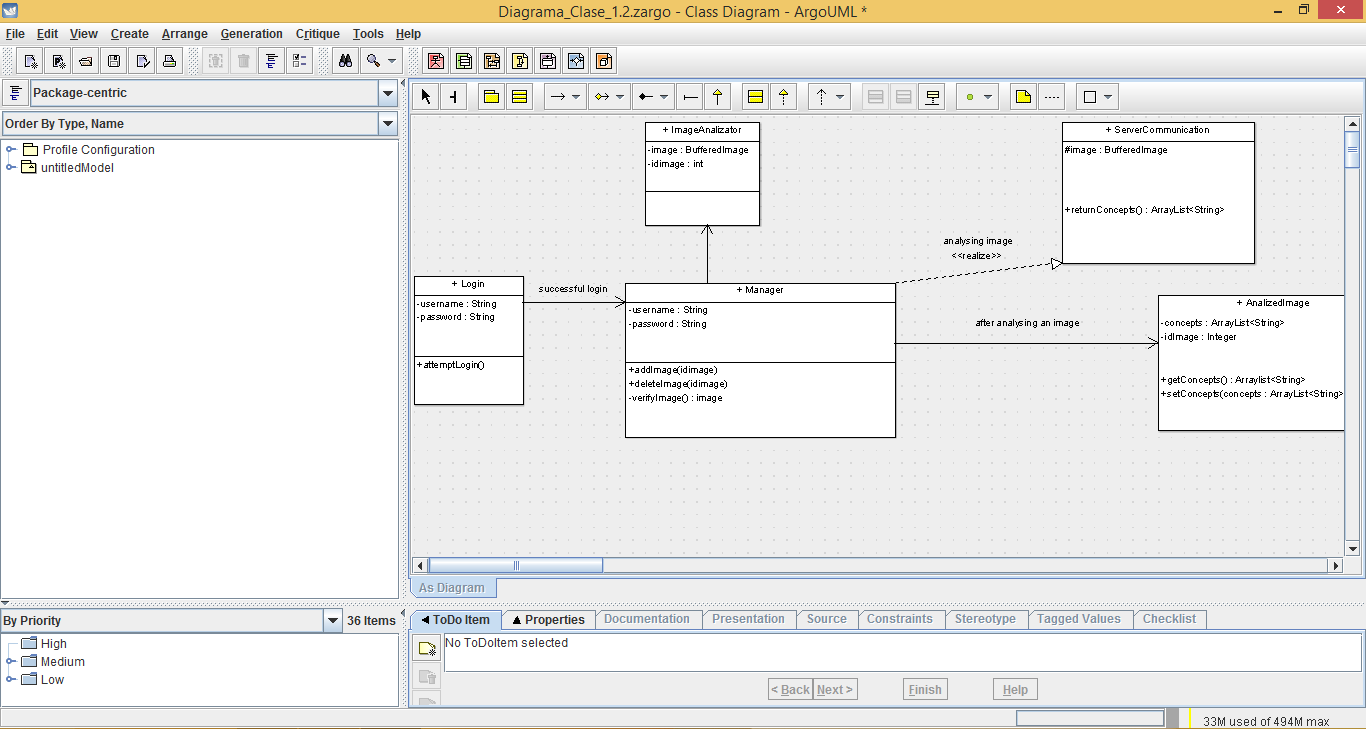 Diagrama_Clase_1.2.zargo - Class Diagram - ArgoUML *
File Edit View Create Arrange Generation Critique Tools Help
Package-centric
Order By Type, Name
Profile Configuration
untitledModel
+ ImageAnalizator
-image : BufferedImage
-idimage : int
+ ServerCommunication
#image : BufferedImage
+returnConcepts() : ArrayList<String>
analysing image
<<realize>>
+ Login
-username : String
-password : String
+attemptLogin()
successful login
+ Manager
-username : String
-password : String
+addImage(idimage)
+deleteImage(idimage)
-verifyImage() : image
after analysing an image
+ AnalizedImage
-concepts : ArrayList<String>
-idImage : Integer
+getConcepts() : Arraylist<String>
+setConcepts(concepts : ArrayList<String>
As Diagram
By Priority
36 Items
High
Medium
Low
ToDo Item Properties Documentation Presentation Source Constraints Stereotype Tagged Values Checklist
No ToDoItem selected
< Back Next > Finish Help
33M used of 494M max